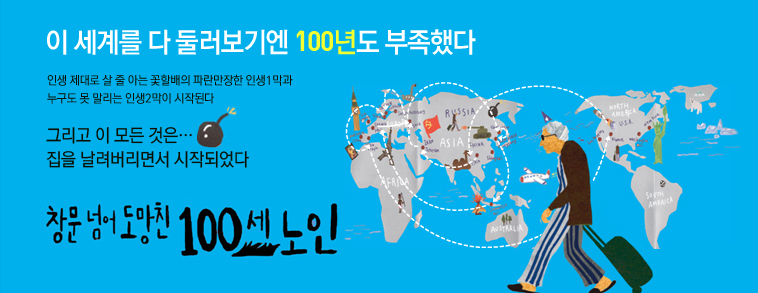 이 세계를 다 둘러보기엔 100년도 부족했다
인생 제대로 살 줄 아는 꽃할배의 파란만장한 인생1막과
누구도 못 말리는 인생2막이 시작된다
그리고 이 모든 것은…
집을 날려버리면서 시작되었다
창문 넘어 도망친 100세 노인
RUSSIA
ASIA
CHINA
AFRICA
AUSTRALIA
NORTH AMERICA
USA
SOUTH AMERICA